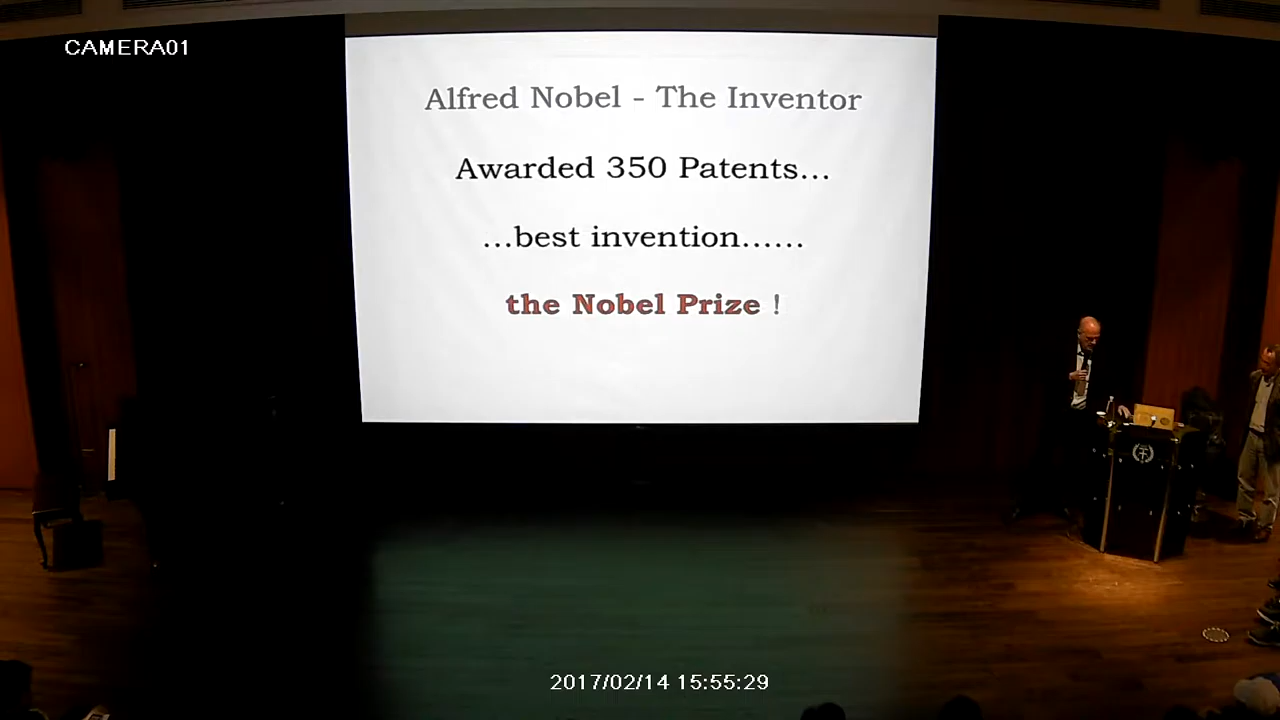 CAMERA01
Alfred Nobel - The Inventor
Awarded 350 Patents...
...best invention......
the Nobel Prize !
2017/02/14 15:55:29